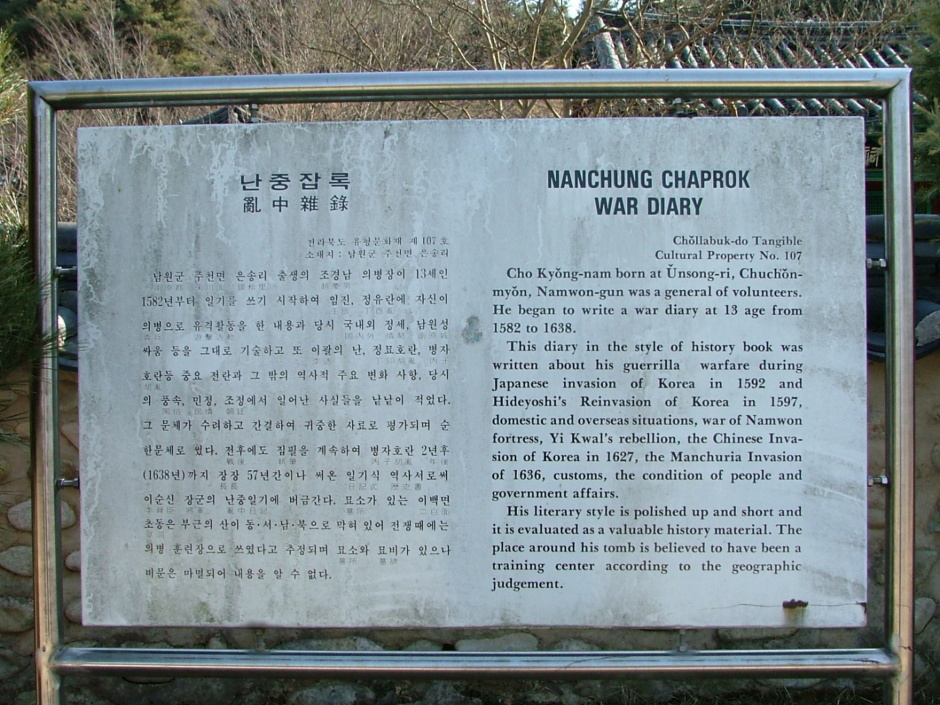 난중잡록
亂中雜錄
전라북도 유형문화재 제 107 호
소재지 : 남원군 주천면 은송리
남원군 주천면 은송리 출생의 조경남 의병장이 13세인
1582년부터 일기를 쓰기 시작하여 임진, 정유란에 자신이
의병으로 유격활동을 한 내용과 당시 국내외 정세, 남원성
싸움 등을 그대로 기술하고 또 이괄의 난, 정묘호란, 병자
호란등 중요 전란과 그 밖의 역사적 주요 변화 사항, 당시
의 풍속, 민정, 조정에서 일어난 사실들을 낱낱이 적었다.
그 문체가 수려하고 간결하여 귀중한 사료로 평가되며 순
한문체로 썼다. 전후에도 집필을 계속하여 병자호란 2년후
(1638년)까지 장장 57년간이나 써온 일기식 역사서로써
이순신 장군의 난중일기에 버금간다. 묘소가 있는 이백면
초동은 부근의 산이 동·서·남·북으로 막혀 있어 전쟁때에는
의병 훈련장으로 쓰였다고 추정되며 묘소와 묘비가 있으나
비문은 마멸되어 내용을 알 수 없다.
NANCHUNG CHAPROK
WAR DIARY
Chŏllabuk-do Tangible
Cultural Property No. 107
Cho Kyŏng-nam born at Ŭnsong-ri, Chuchŏn-
myŏn, Namwon-gun was a general of volunteers.
He began to write a war diary at 13 age from
1582 to 1638.
This diary in the style of history book was
written about his guerrilla warfare during
Japanese invasion of Korea in 1592 and
Hideyoshi's Reinvasion of Korea in 1597,
domestic and overseas situations, war of Namwon
fortress, Yi Kwal's rebellion, the Chinese Inva-
sion of Korea in 1627, the Manchuria Invasion
of 1636, customs, the condition of people and
government affairs.
His literary style is polished up and short and
it is evaluated as a valuable history material. The
place around his tomb is believed to have been a
training center according to the geographic
judgement.